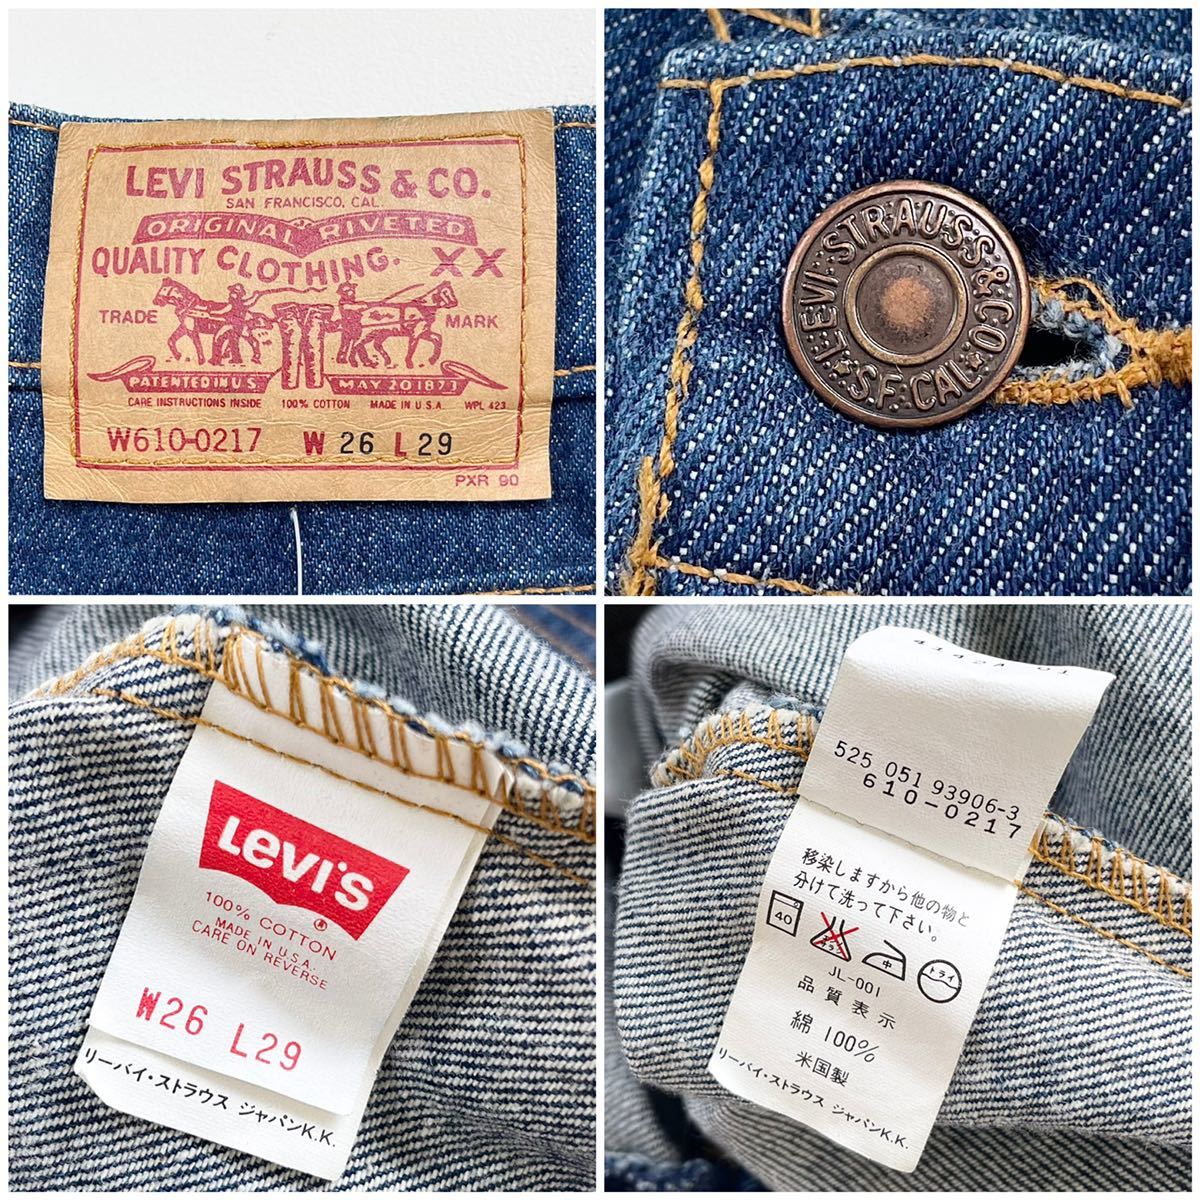 LEVI STRAUSS & CO.
SAN FRANCISCO, CAL.
ORIGINAL RIVETED
QUALITY CLOTHING. XX
TRADE MARK
PATENTED IN U.S. MAY 20 1873
CARE INSTRUCTIONS INSIDE 100% COTTON MADE IN U.S.A. WPL 423
W610-0217 W 26 L 29
PXR 90
LEVI STRAUSS & CO
S.F. CAL
Levi's
®
100% COTTON
MADE IN U.S.A.
CARE ON REVERSE
W26 L29
リーバイ・ストラウス ジャパンK.K.
525 051 93906-3
610-0217
移染しますから他の物と
分けて洗って下さい。
40 エンソサラシ 中 ドライ
JL-001
品質表示
綿 100%
米国製
リーバイ・ストラウス ジャパンK.K.